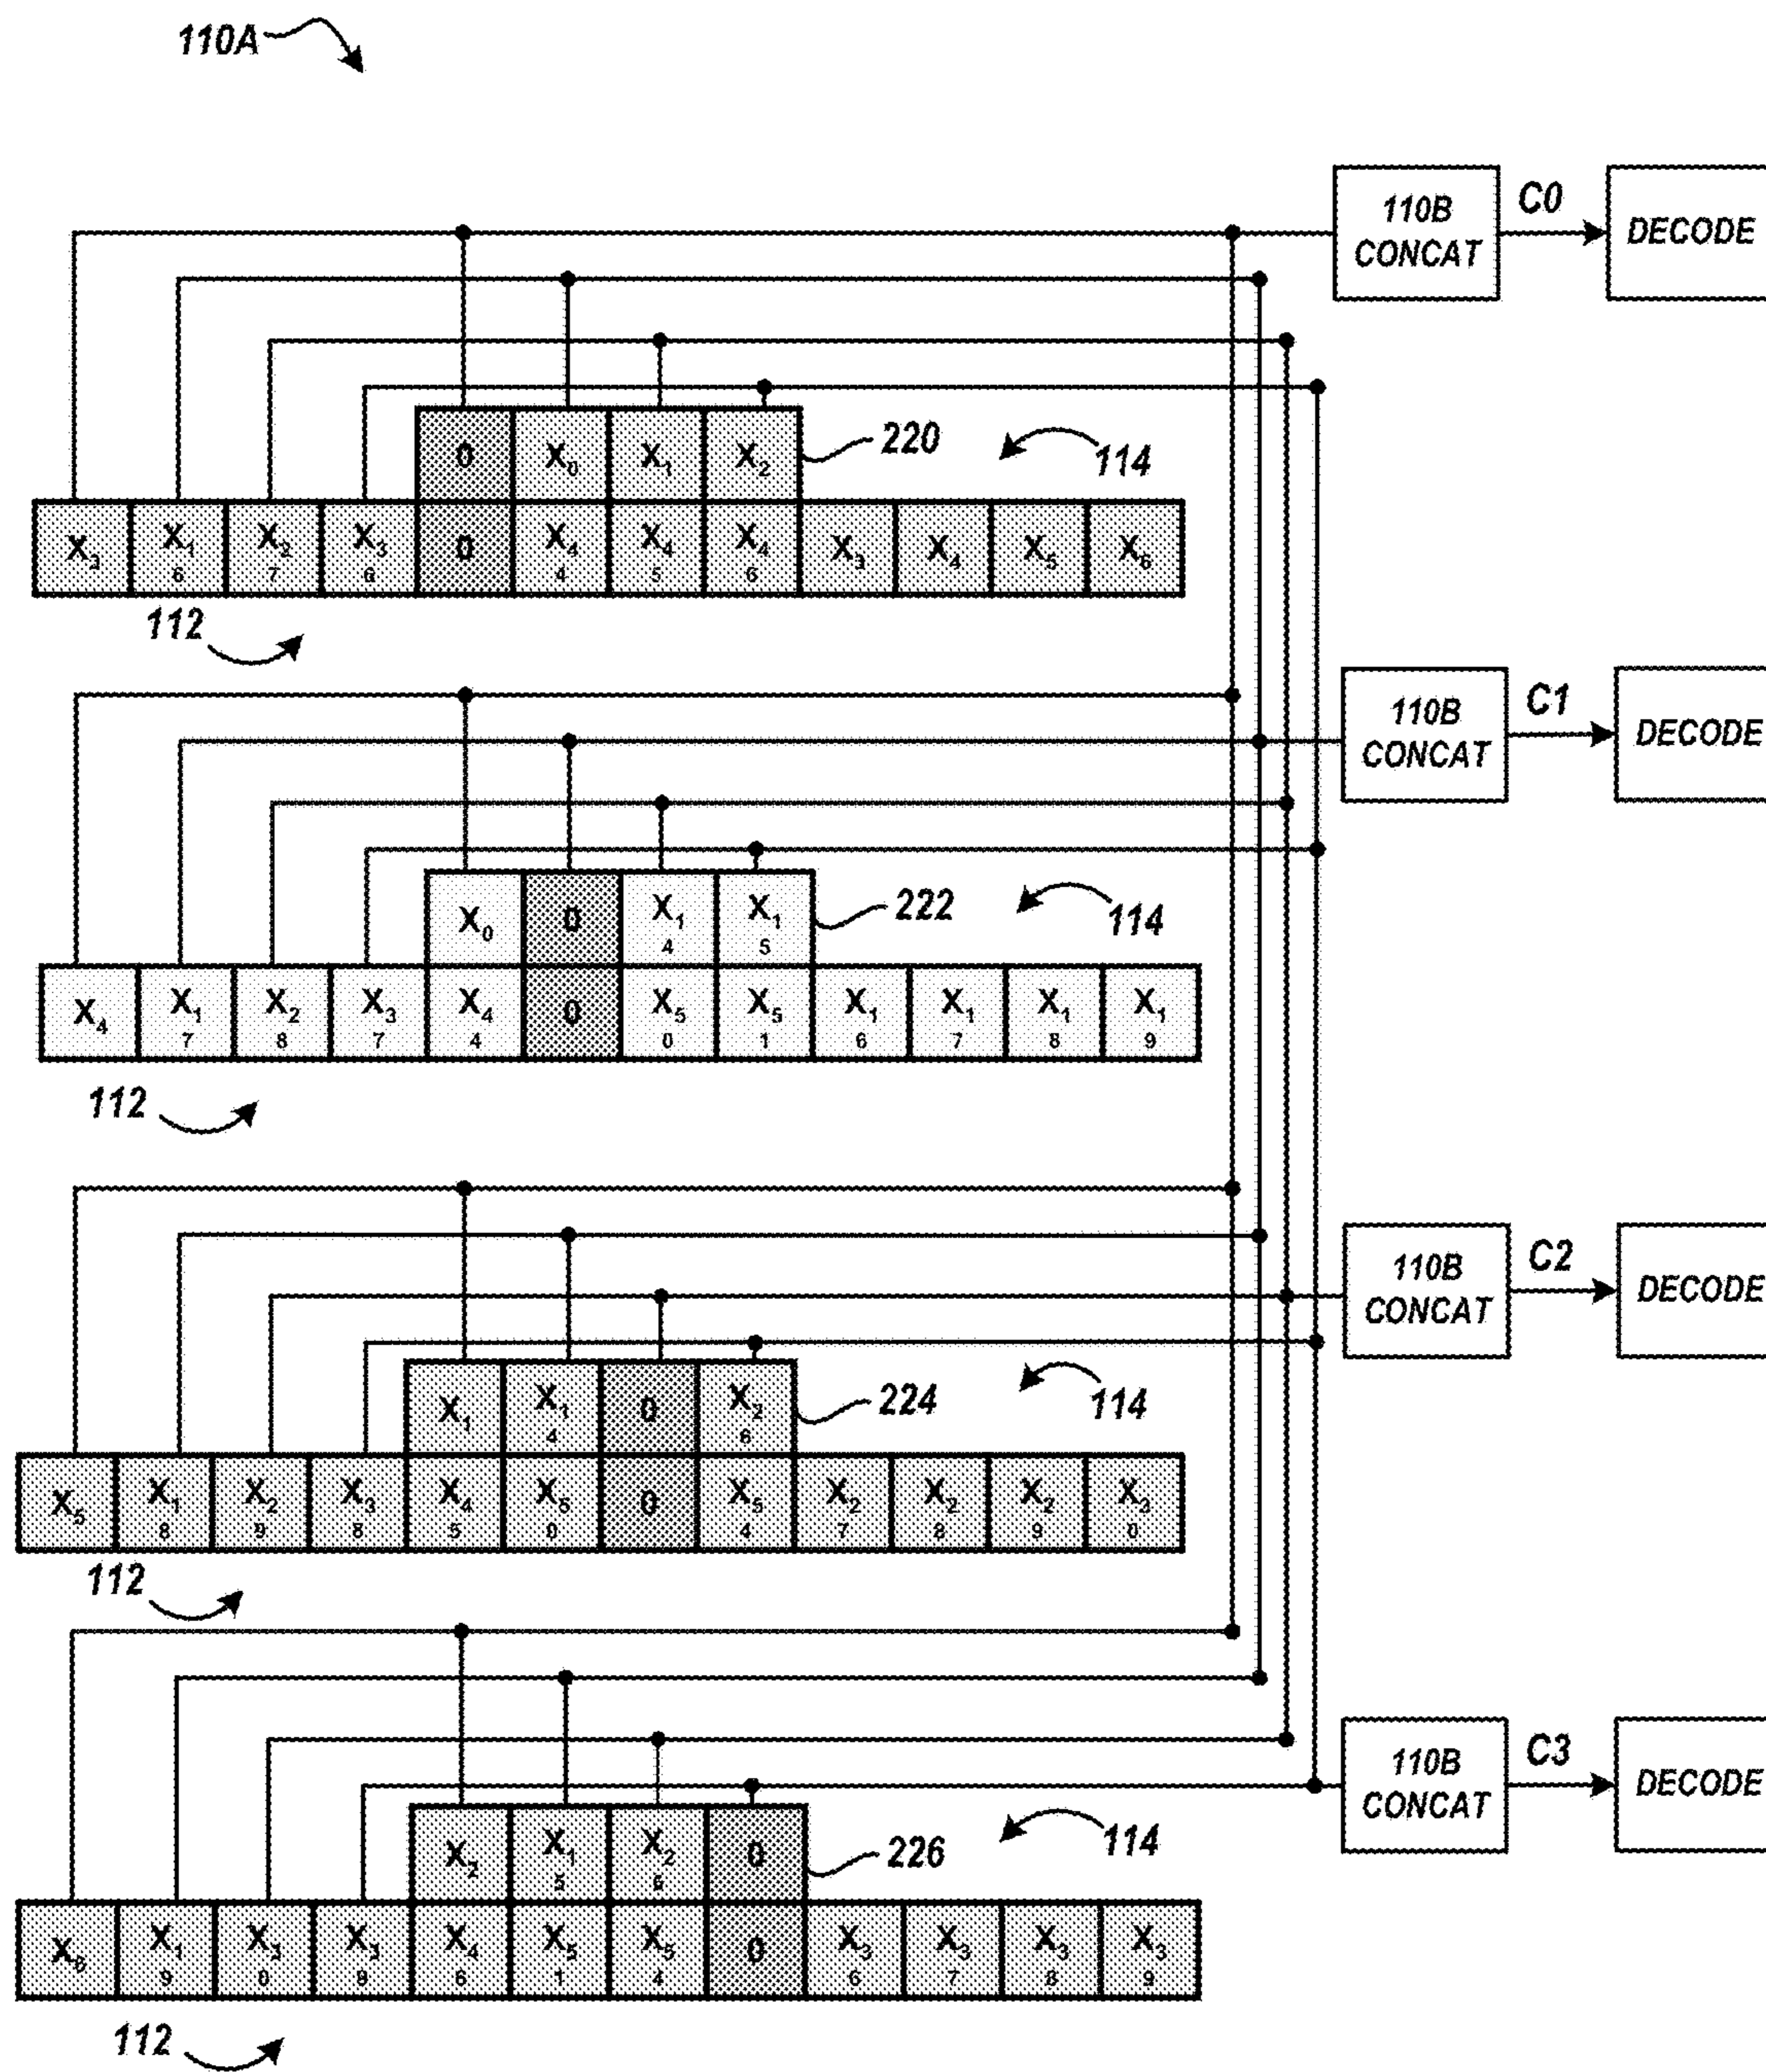 110A
110B C0
CONCAT DECODE
0 X₀ X₁ X₂ 220 114
X₃ X₁₆ X₂₇ X₃₆ 0 X₄₄ X₄₅ X₄₆ X₃ X₄ X₅ X₆
112
110B C1
CONCAT DECODE
X₀ 0 X₁₄ X₁₅ 222 114
X₄ X₁₇ X₂₈ X₃₇ X₄₄ 0 X₅₀ X₅₁ X₁₆ X₁₇ X₁₈ X₁₉
112
110B C2
CONCAT DECODE
X₁ X₁₄ 0 X₂₆ 224 114
X₅ X₁₈ X₂₉ X₃₈ X₄₅ X₅₀ 0 X₅₄ X₂₇ X₂₈ X₂₉ X₃₀
112
110B C3
CONCAT DECODE
X₂ X₁₅ X₂₆ 0 226 114
X₆ X₁₉ X₃₀ X₃₉ X₄₆ X₅₁ X₅₄ 0 X₃₆ X₃₇ X₃₈ X₃₉
112